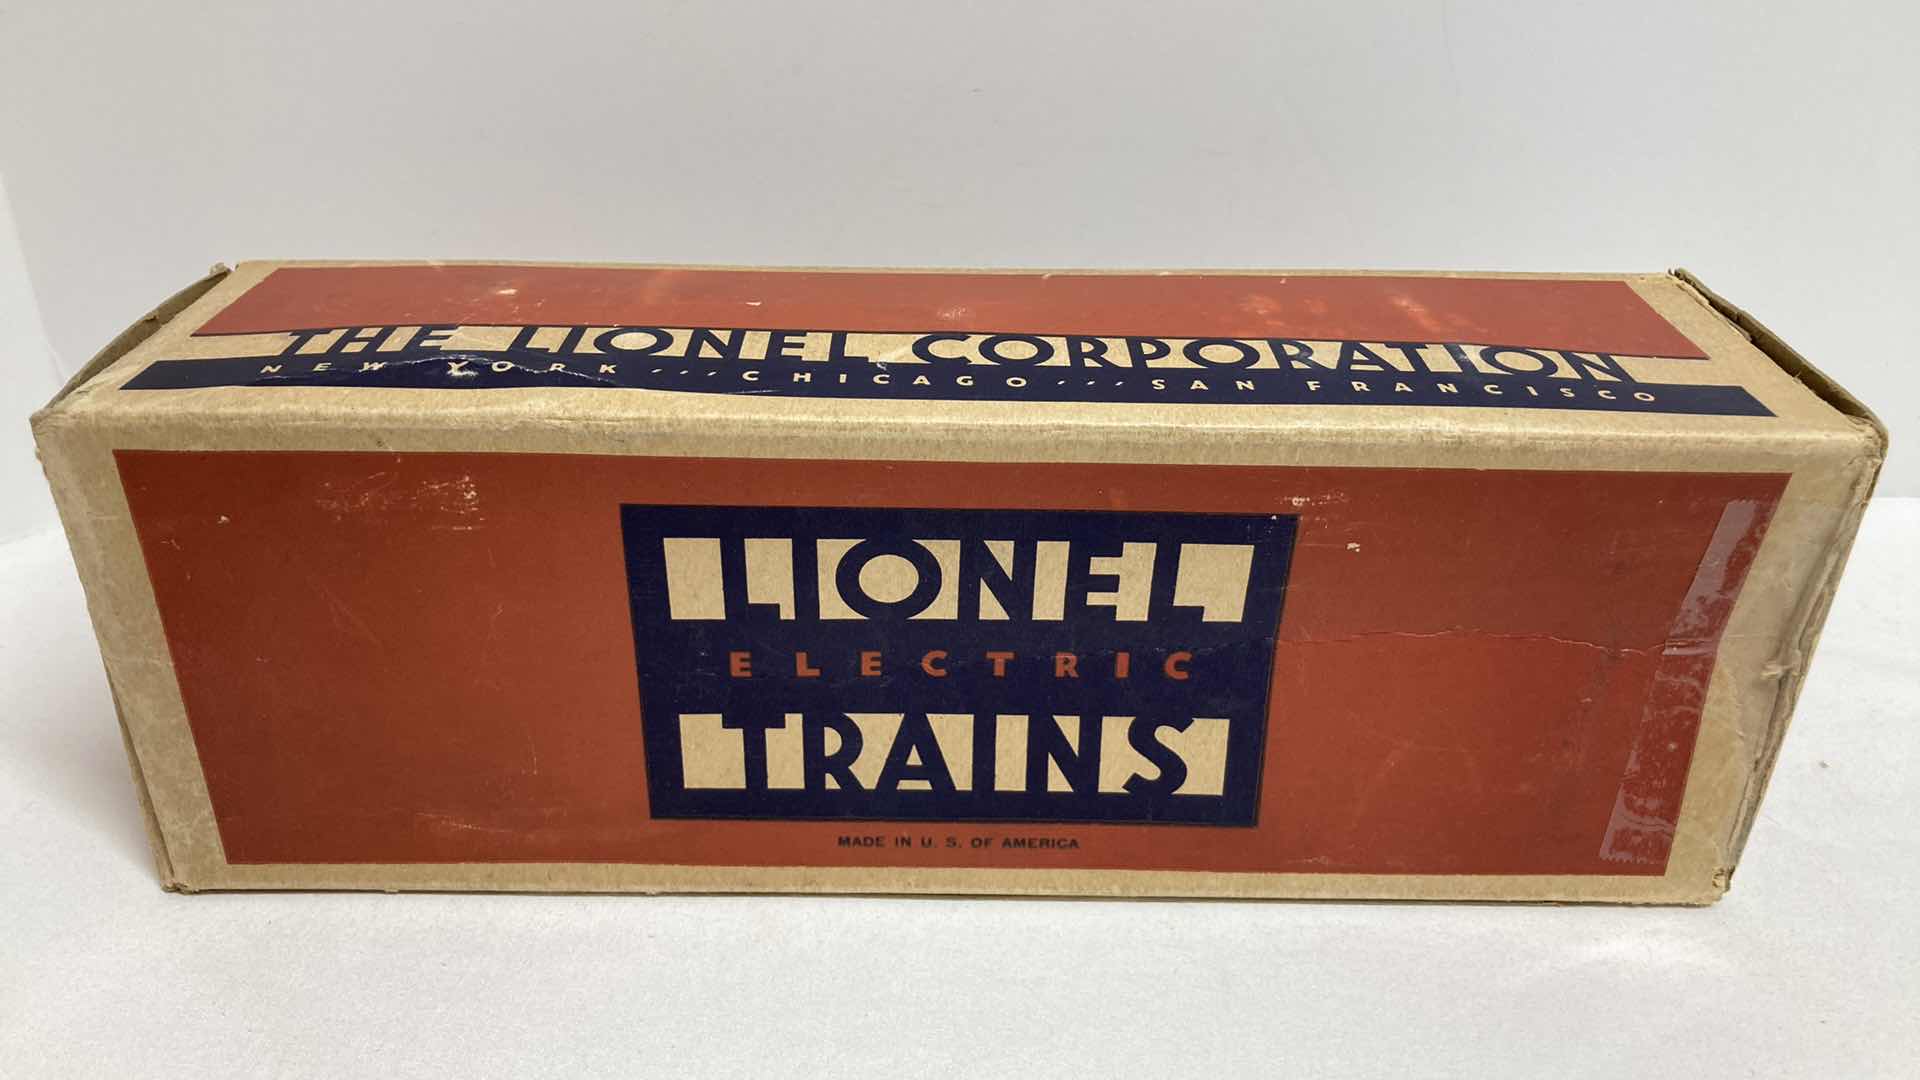 THE LIONEL CORPORATION
NEW YORK ,,, CHICAGO ,,, SAN FRANCISCO
LIONEL
ELECTRIC
TRAINS
MADE IN U. S. OF AMERICA